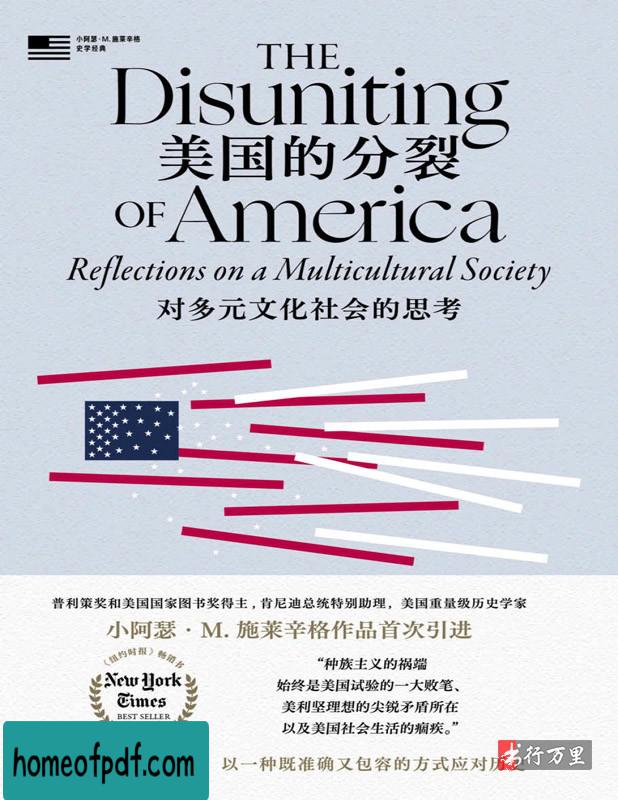 小阿瑟·M.施莱辛格
史学经典
THE
Disuniting
美国的分裂
OF America
Reflections on a Multicultural Society
对多元文化社会的思考
普利策奖和美国国家图书奖得主，肯尼迪总统特别助理，美国重量级历史学家
小阿瑟·M.施莱辛格作品首次引进
《纽约时报》畅销书
New York
Times
BEST SELLER
“种族主义的祸端
始终是美国试验的一大败笔、
美利坚理想的尖锐矛盾所在
以及美国社会生活的痼疾。”
homeofpdf.com
以一种既准确又包容的方式应对历史
书行万里